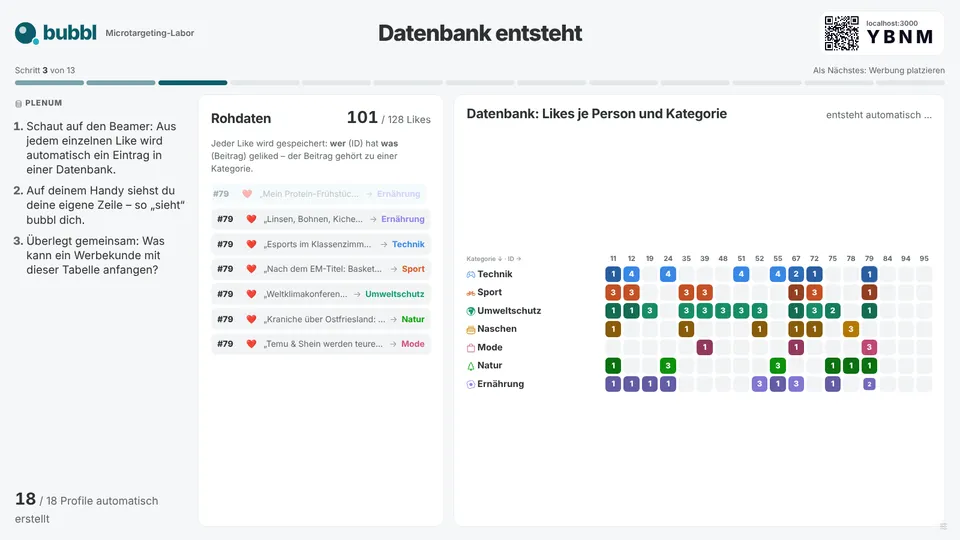 bubbl Microtargeting-Labor
Datenbank entsteht
localhost:3000
YBNM
Schritt 3 von 13
Als Nächstes: Werbung platzieren
PLENUM
1. Schaut auf den Beamer: Aus
jedem einzelnen Like wird
automatisch ein Eintrag in
einer Datenbank.
2. Auf deinem Handy siehst du
deine eigene Zeile – so „sieht“
bubbl dich.
3. Überlegt gemeinsam: Was
kann ein Werbekunde mit
dieser Tabelle anfangen?
18 / 18 Profile automatisch
erstellt
Rohdaten 101 / 128 Likes
Jeder Like wird gespeichert: wer (ID) hat was
(Beitrag) geliked – der Beitrag gehört zu einer
Kategorie.
#79 ❤️ „Mein Protein-Frühstüc... → Ernährung
#79 ❤️ „Linsen, Bohnen, Kiche... → Ernährung
#79 ❤️ „Esports im Klassenzimm... → Technik
#79 ❤️ „Nach dem EM-Titel: Basket... → Sport
#79 ❤️ „Weltklimakonferen... → Umweltschutz
#79 ❤️ „Kraniche über Ostfriesland: ... → Natur
#79 ❤️ „Temu & Shein werden teure... → Mode
Datenbank: Likes je Person und Kategorie
entsteht automatisch ...
Kategorie ↓ · ID → 11 12 19 24 35 39 48 51 52 55 67 72 75 78 79 84 94 95
Technik 1 4 4 4 4 2 1 1
Sport 3 3 3 3 1 3 1
Umweltschutz 1 1 3 3 3 3 3 3 1 3 2 1
Naschen 1 1 1 1 1 3
Mode 1 1 3
Natur 1 3 3 1 1 1
Ernährung 1 1 1 1 3 1 3 1 2